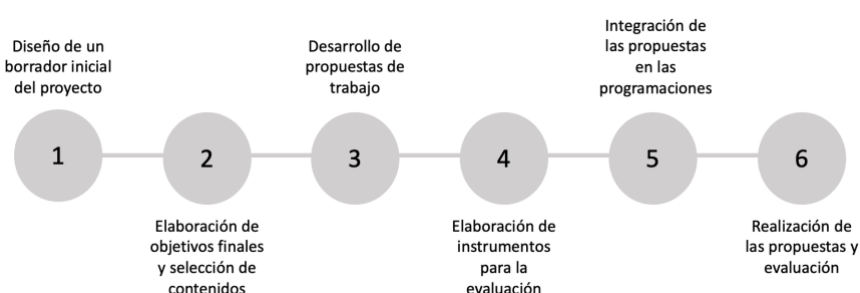 Diseño de un
borrador inicial
del proyecto
1
2
Elaboración de
objetivos finales
y selección de
contenidos
Desarrollo de
propuestas de
trabajo
3
4
Elaboración de
instrumentos
para la
evaluación
Integración de
las propuestas
en las
programaciones
5
6
Realización de
las propuestas y
evaluación